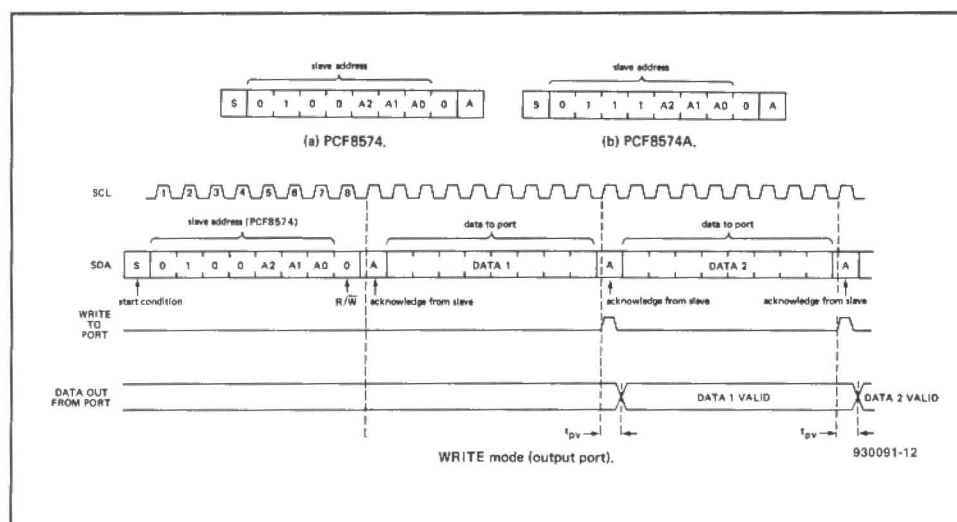 slave address
slave address
S 0 1 0 0 A2 A1 A0 0 A
S 0 1 1 1 A2 A1 A0 0 A
(a) PCF8574.
(b) PCF8574A.
SCL 1 2 3 4 5 6 7 8
slave address (PCF8574)
data to port
data to port
SDA S 0 1 0 0 A2 A1 A0 0 A DATA 1 A DATA 2 A
start condition
R/W̅
acknowledge from slave
acknowledge from slave
acknowledge from slave
WRITE
TO
PORT
DATA OUT
FROM PORT
DATA 1 VALID
DATA 2 VALID
tpv
tpv
WRITE mode (output port).
930091-12